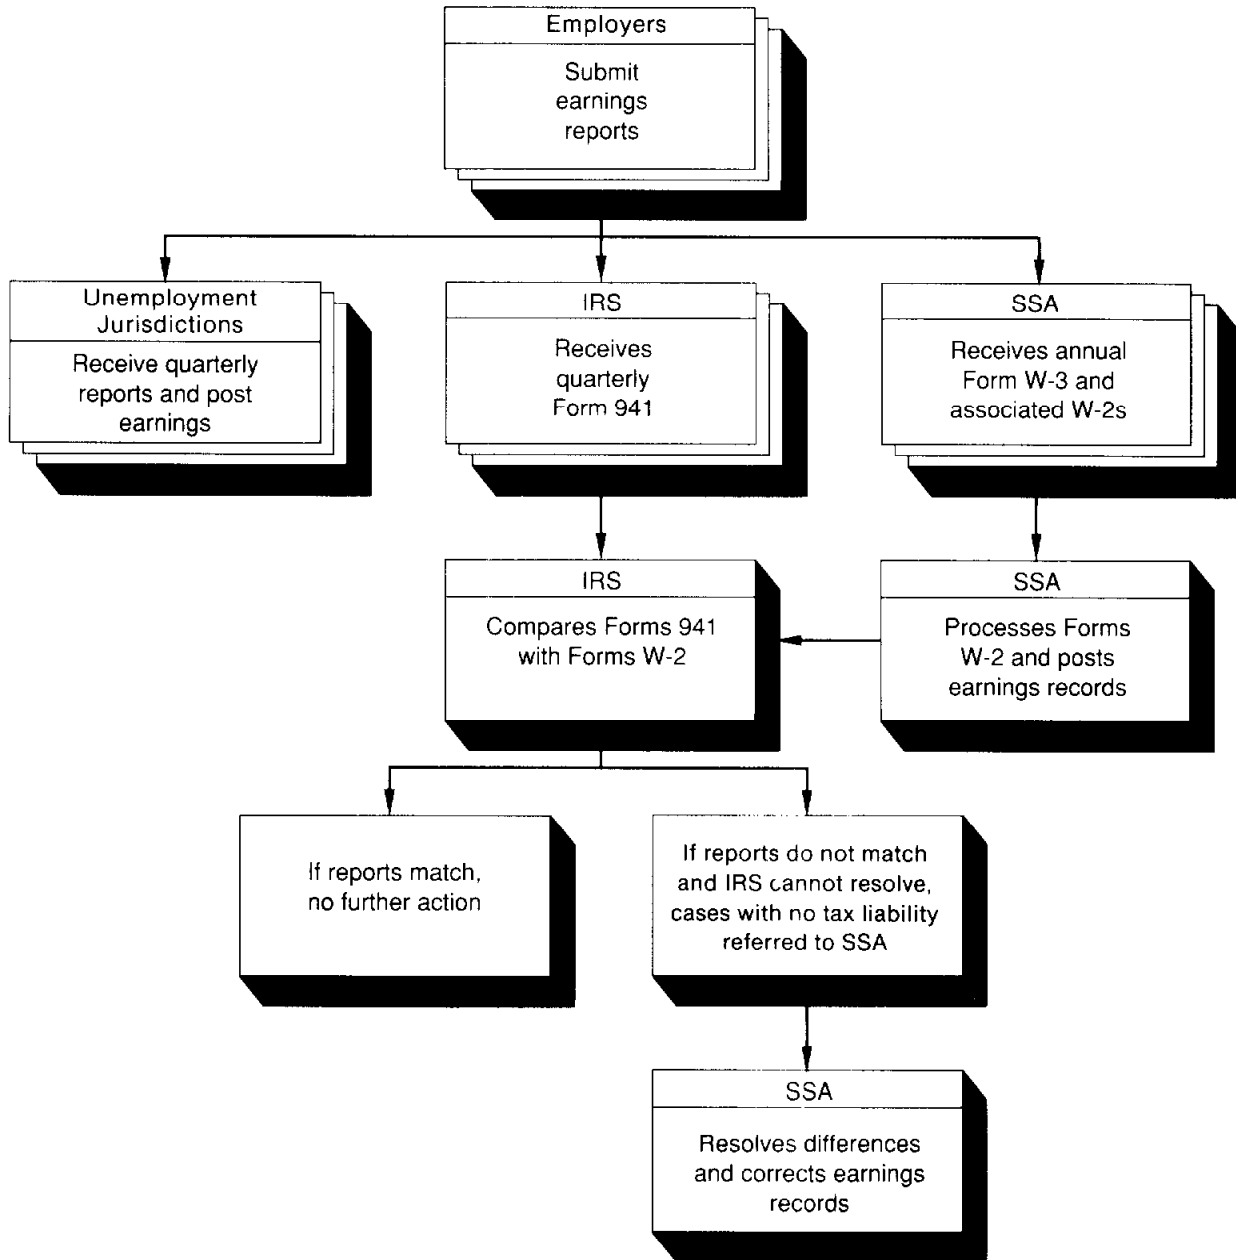 Employers
Submit
earnings
reports
Unemployment
Jurisdictions
Receive quarterly
reports and post
earnings
IRS
Receives
quarterly
Form 941
SSA
Receives annual
Form W-3 and
associated W-2s
IRS
Compares Forms 941
with Forms W-2
SSA
Processes Forms
W-2 and posts
earnings records
If reports match,
no further action
If reports do not match
and IRS cannot resolve,
cases with no tax liability
referred to SSA
SSA
Resolves differences
and corrects earnings
records